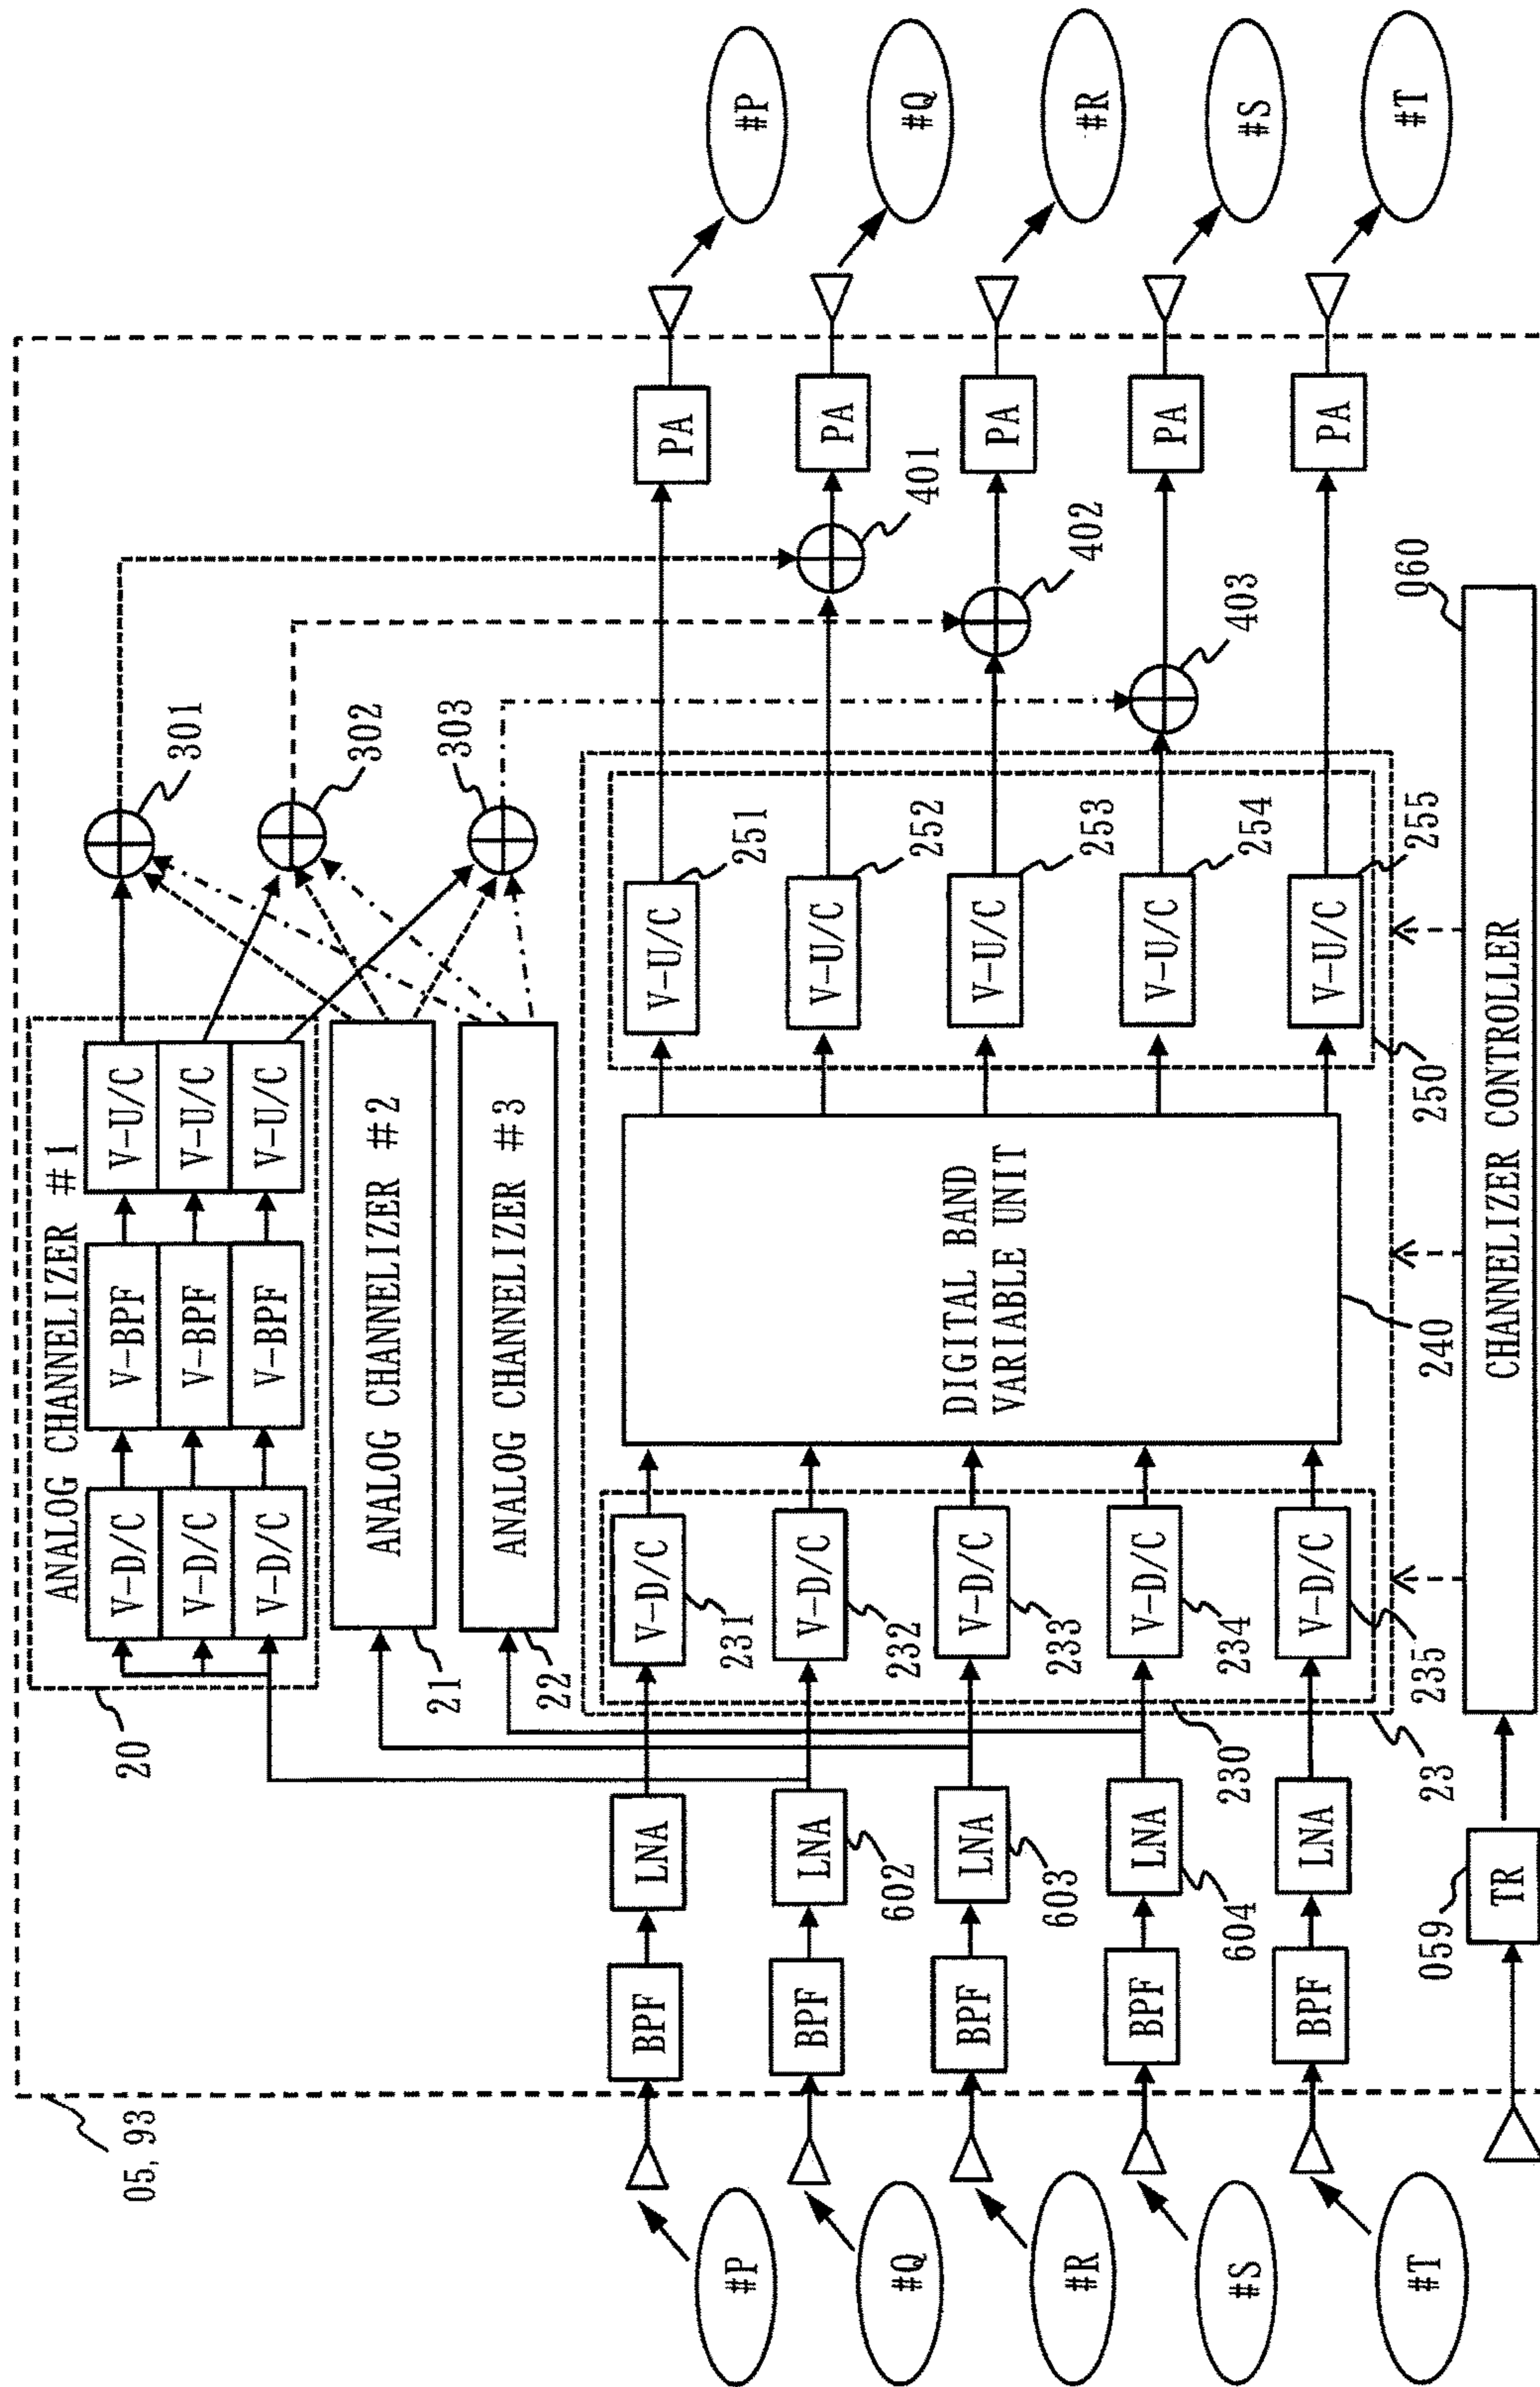 05, 93
20
ANALOG CHANNELIZER #1
V-D/C
V-BPF
V-U/C
V-D/C
V-BPF
V-U/C
V-D/C
V-BPF
V-U/C
301
302
303
21
ANALOG CHANNELIZER #2
22
ANALOG CHANNELIZER #3
#P
BPF
LNA
V-D/C
231
V-U/C
251
PA
#P
#Q
BPF
LNA
602
V-D/C
232
V-U/C
252
401
PA
#Q
#R
BPF
LNA
603
V-D/C
233
DIGITAL BAND
VARIABLE UNIT
V-U/C
253
402
PA
#R
#S
BPF
LNA
604
V-D/C
234
V-U/C
254
403
PA
#S
#T
BPF
LNA
V-D/C
235
V-U/C
255
PA
#T
230
23
240
250
060
059
TR
CHANNELIZER CONTROLLER